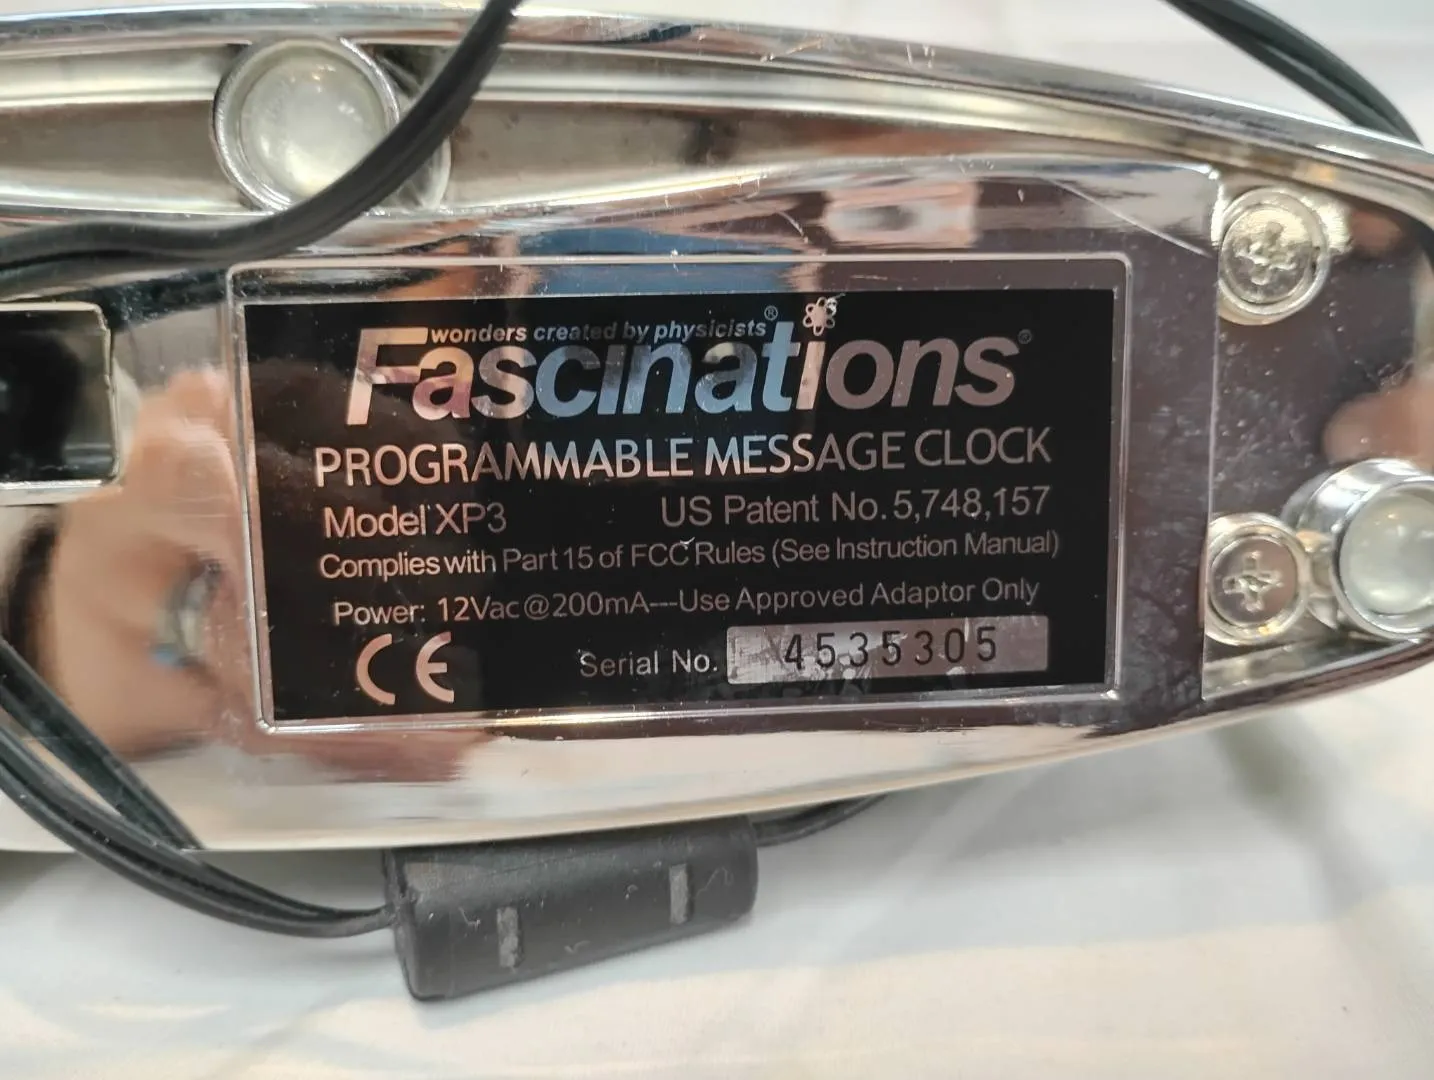 wonders created by physicists®
Fascinations®
PROGRAMMABLE MESSAGE CLOCK
Model XP3 US Patent No. 5,748,157
Complies with Part 15 of FCC Rules (See Instruction Manual)
Power: 12Vac@200mA---Use Approved Adaptor Only
CE Serial No. 4535305